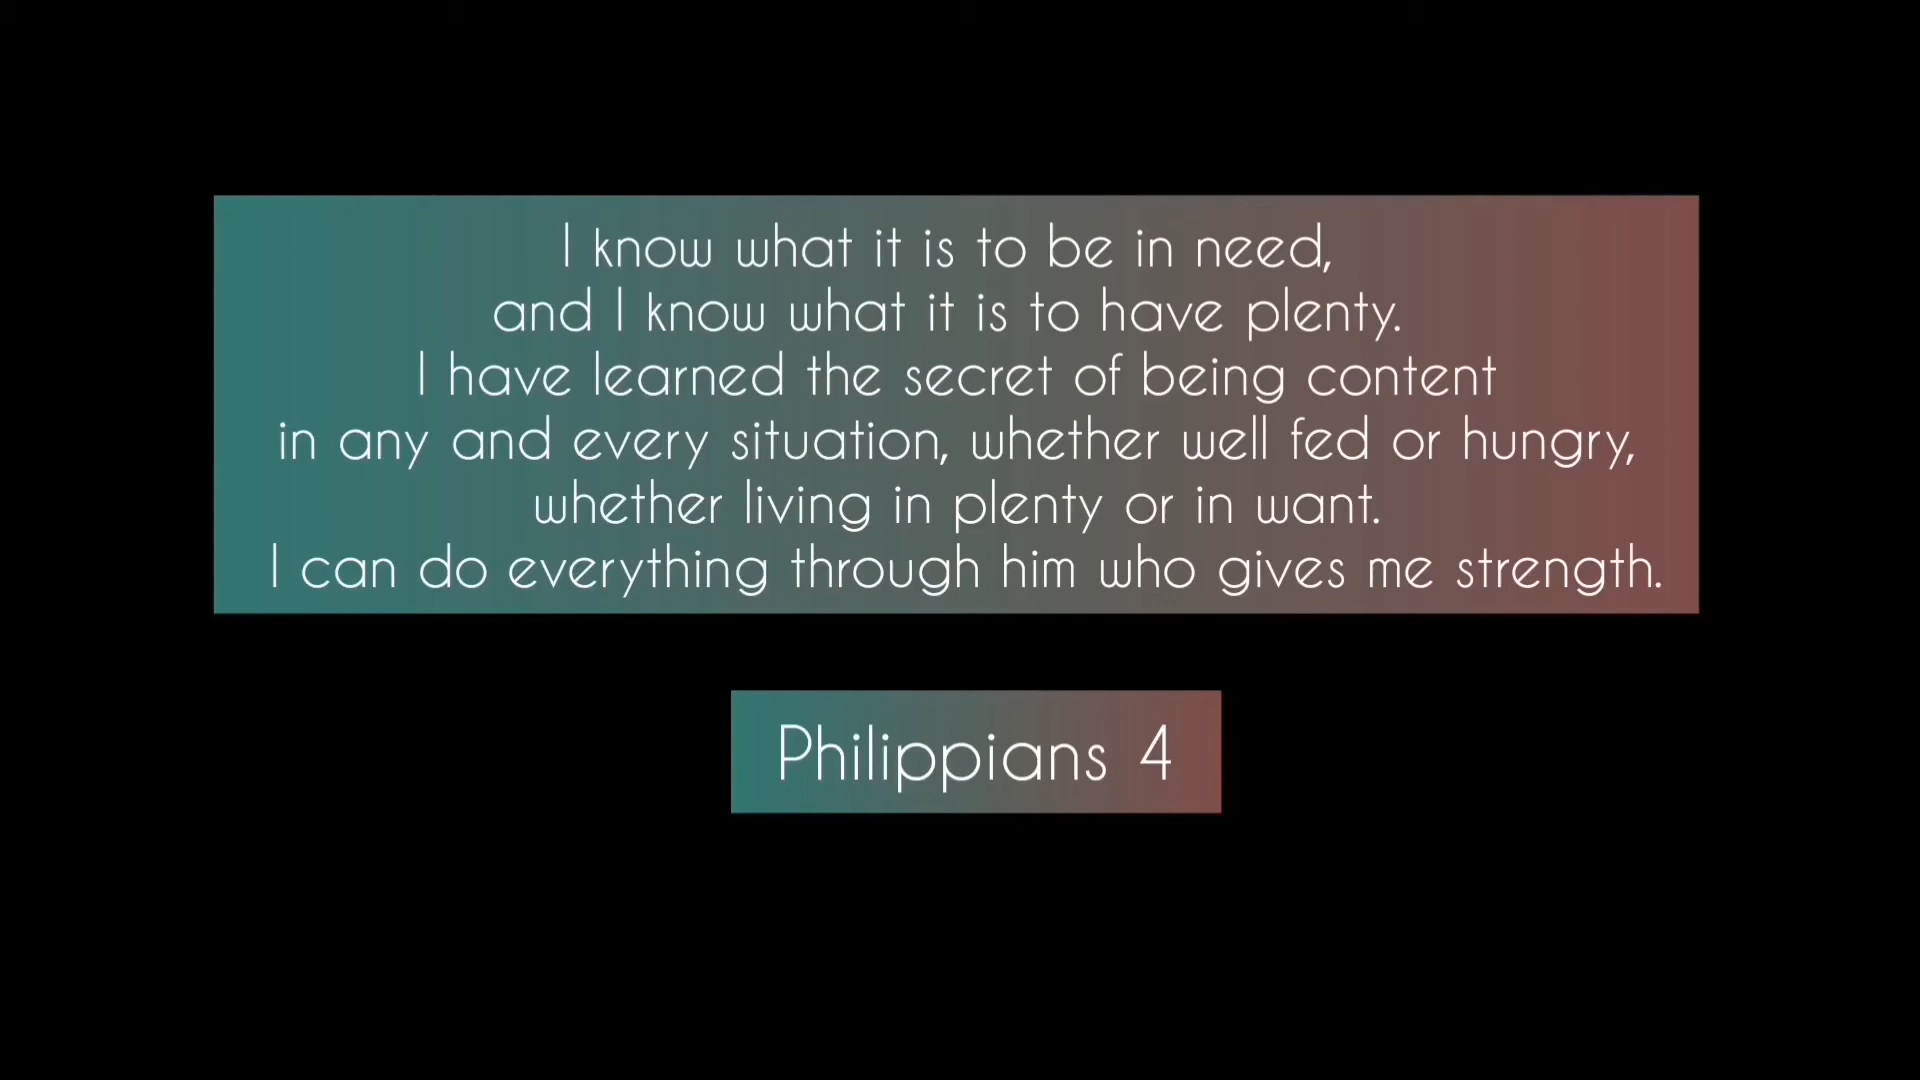 I know what it is to be in need,
and I know what it is to have plenty.
I have learned the secret of being content
in any and every situation, whether well fed or hungry,
whether living in plenty or in want.
I can do everything through him who gives me strength.
Philippians 4